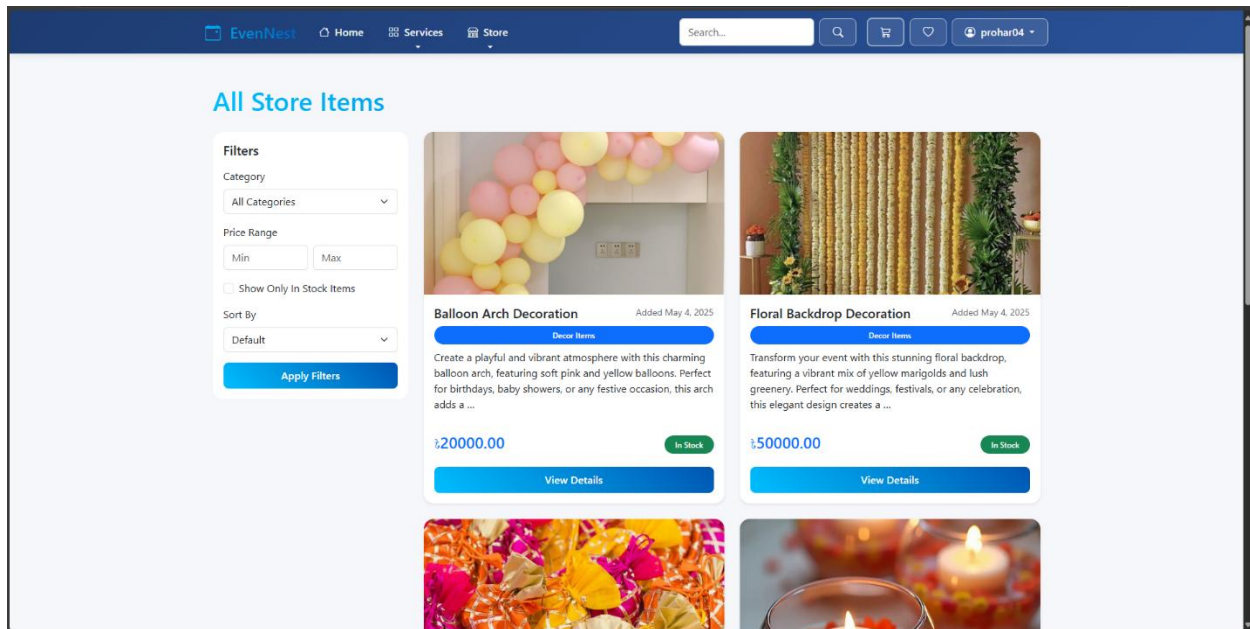 EvenNest
Home
Services
Store
Search...
prohar04
All Store Items
Filters
Category
All Categories
Price Range
Min
Max
Show Only In Stock Items
Sort By
Default
Apply Filters
Balloon Arch Decoration
Added May 4, 2025
Decor Items
Create a playful and vibrant atmosphere with this charming
balloon arch, featuring soft pink and yellow balloons. Perfect
for birthdays, baby showers, or any festive occasion, this arch
adds a ...
৳20000.00
In Stock
View Details
Floral Backdrop Decoration
Added May 4, 2025
Decor Items
Transform your event with this stunning floral backdrop,
featuring a vibrant mix of yellow marigolds and lush
greenery. Perfect for weddings, festivals, or any celebration,
this elegant design creates a ...
৳50000.00
In Stock
View Details